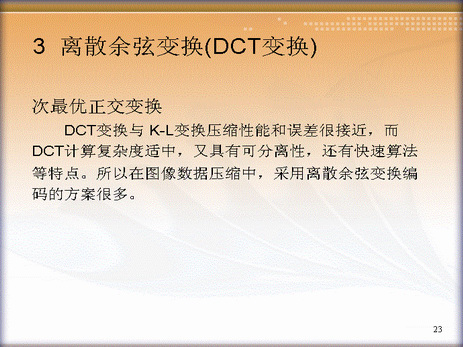 3 离散余弦变换(DCT变换)
次最优正交变换
DCT变换与 K-L变换压缩性能和误差很接近，而
DCT计算复杂度适中，又具有可分离性，还有快速算法
等特点。所以在图像数据压缩中，采用离散余弦变换编
码的方案很多。
23